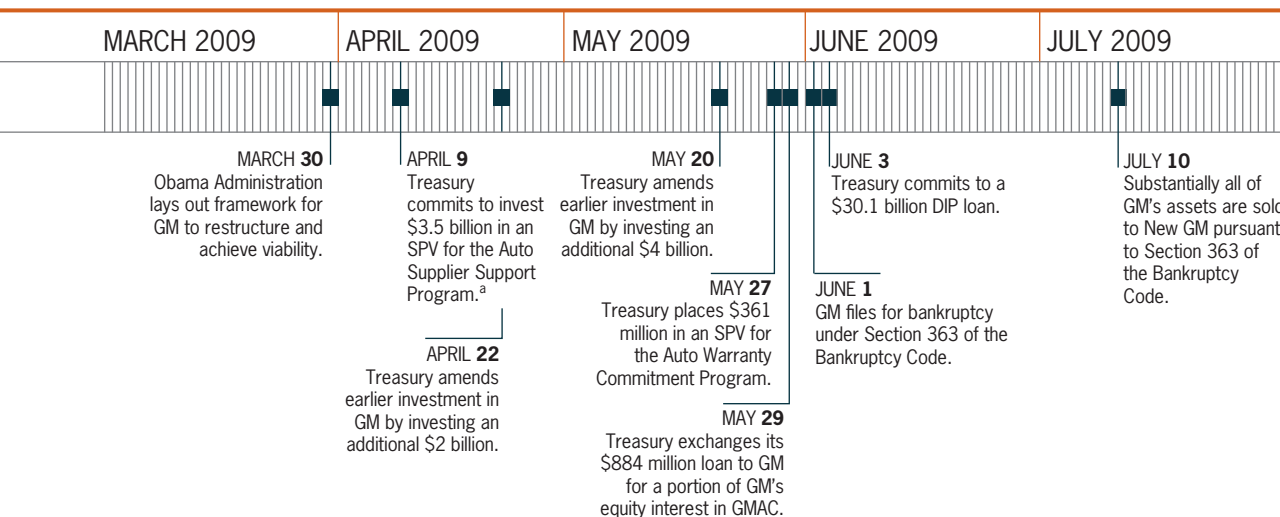 MARCH 2009
APRIL 2009
MAY 2009
JUNE 2009
JULY 2009
MARCH 30
Obama Administration
lays out framework for
GM to restructure and
achieve viability.
APRIL 9
Treasury
commits to invest
$3.5 billion in an
SPV for the Auto
Supplier Support
Program.a
APRIL 22
Treasury amends
earlier investment in
GM by investing an
additional $2 billion.
MAY 20
Treasury amends
earlier investment in
GM by investing an
additional $4 billion.
MAY 27
Treasury places $361
million in an SPV for
the Auto Warranty
Commitment Program.
MAY 29
Treasury exchanges its
$884 million loan to GM
for a portion of GM's
equity interest in GMAC.
JUNE 1
GM files for bankruptcy
under Section 363 of the
Bankruptcy Code.
JUNE 3
Treasury commits to a
$30.1 billion DIP loan.
JULY 10
Substantially all of
GM's assets are sold
to New GM pursuant
to Section 363 of
the Bankruptcy
Code.